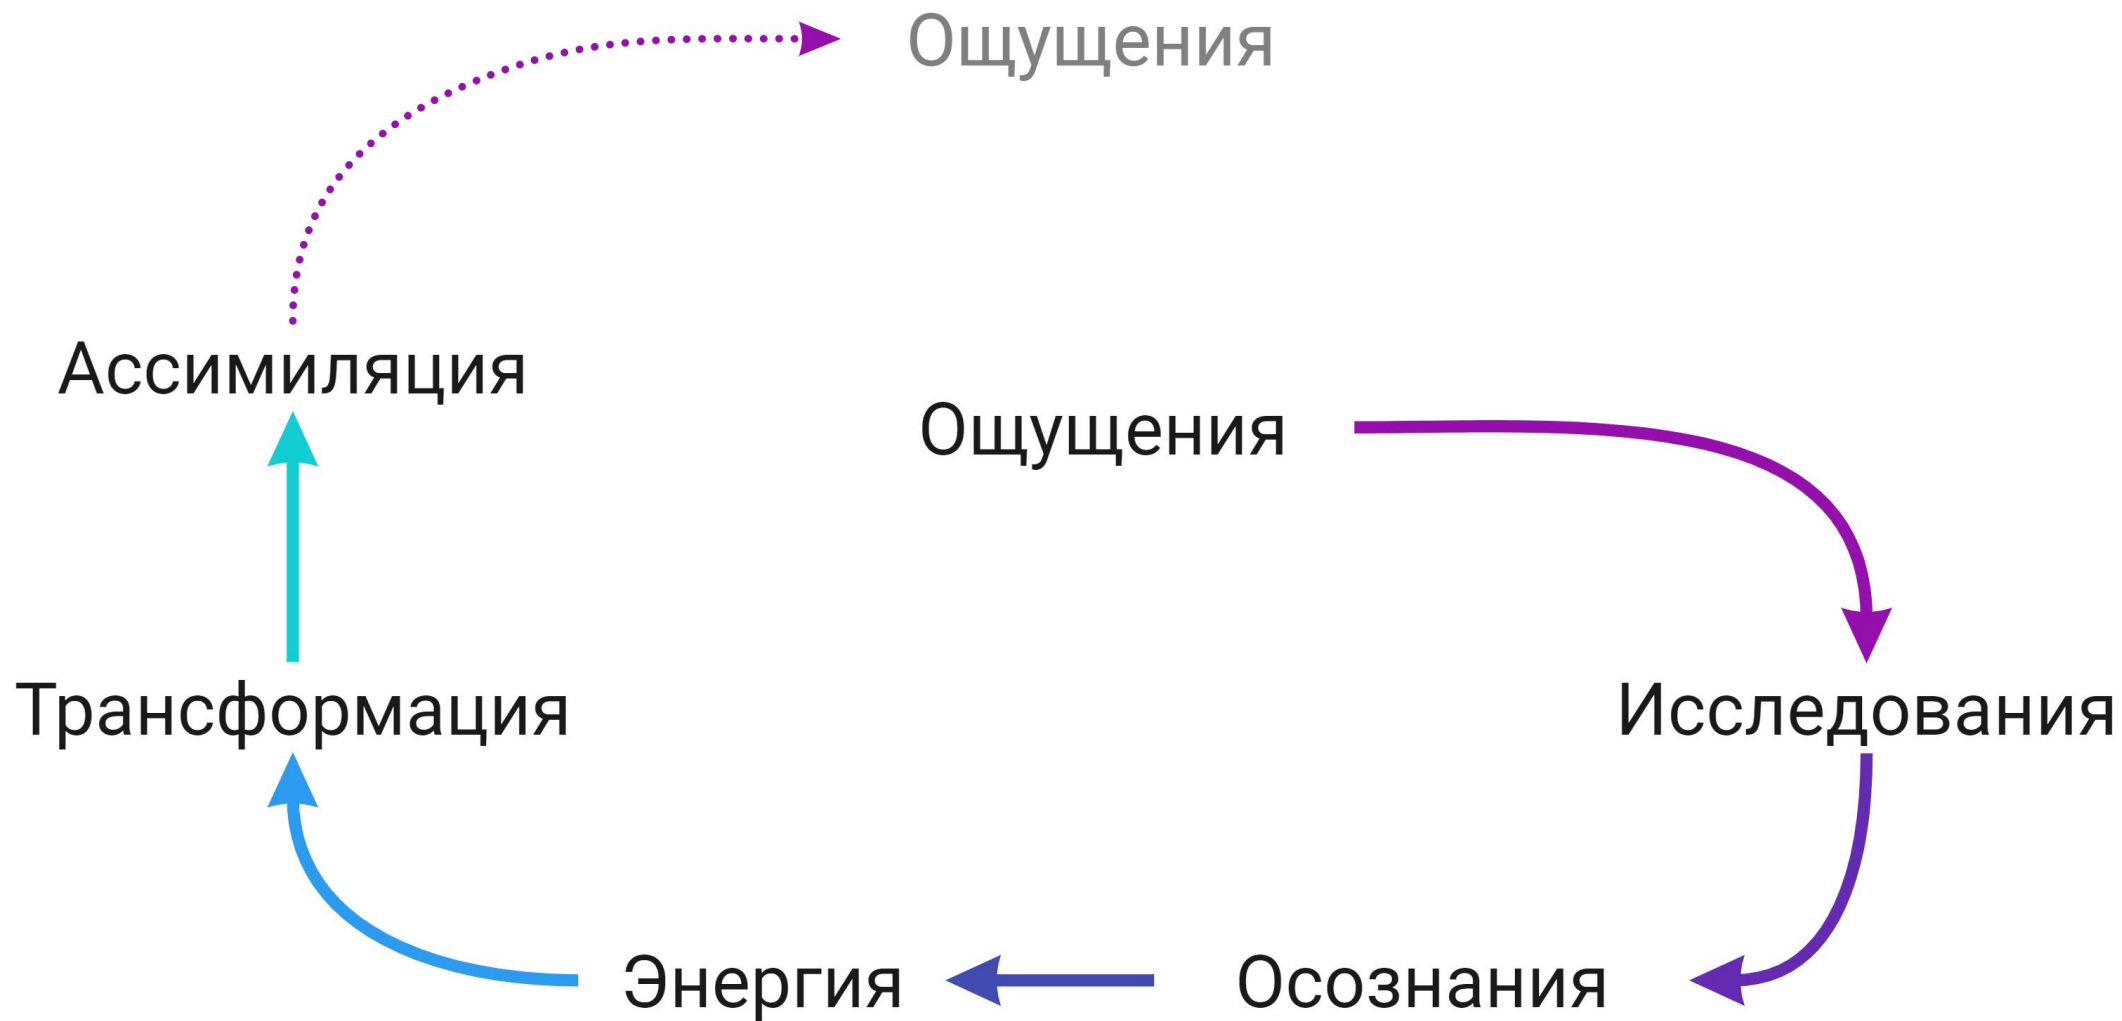 Ощущения
Ассимиляция
Ощущения
Трансформация
Исследования
Энергия
Осознания